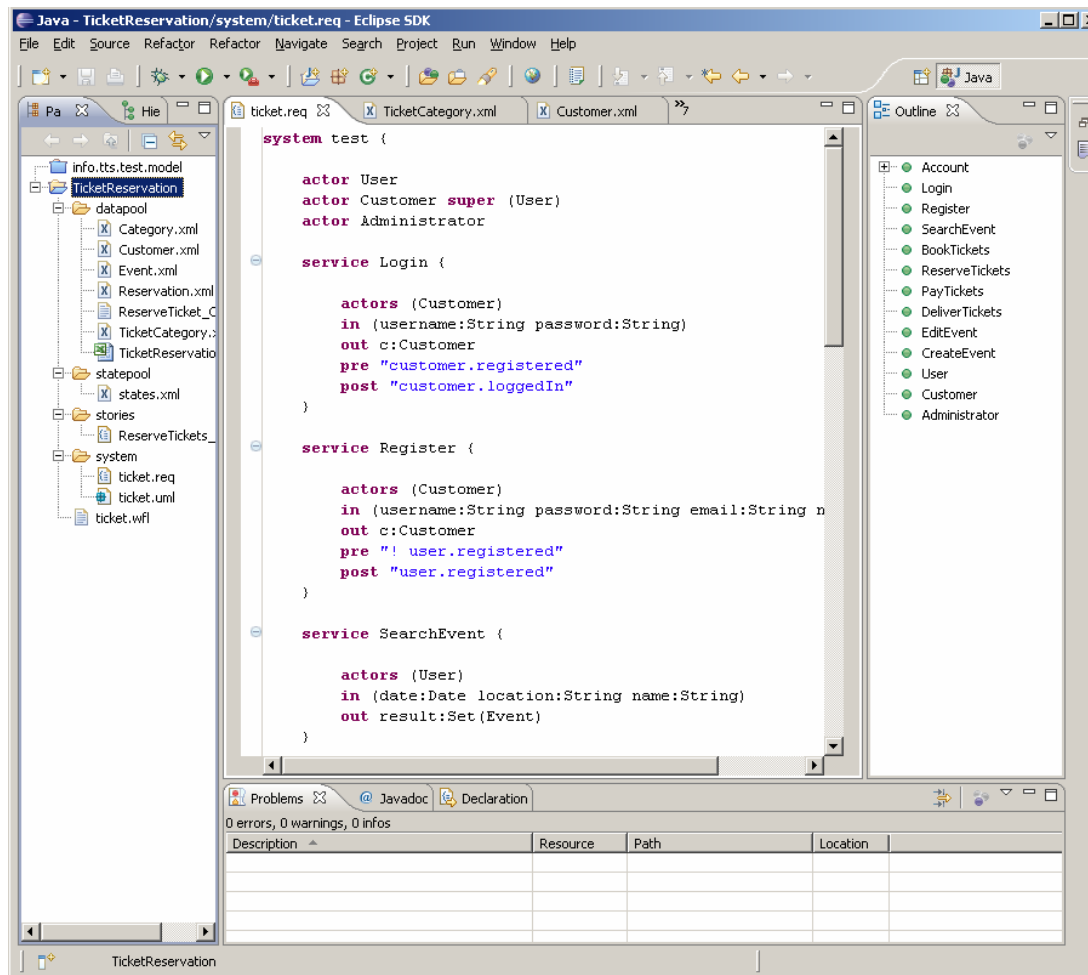 Java - TicketReservation/system/ticket.req - Eclipse SDK
File Edit Source Refactor Refactor Navigate Search Project Run Window Help
Java
Pa Hie
info.tts.test.model
TicketReservation
datapool
Category.xml
Customer.xml
Event.xml
Reservation.xml
ReserveTicket_C
TicketCategory.x
TicketReservatio
statepool
states.xml
stories
ReserveTickets_
system
ticket.req
ticket.uml
ticket.wfl
ticket.req TicketCategory.xml Customer.xml »7
system test {
actor User
actor Customer super (User)
actor Administrator
service Login {
actors (Customer)
in (username:String password:String)
out c:Customer
pre "customer.registered"
post "customer.loggedIn"
}
service Register {
actors (Customer)
in (username:String password:String email:String n
out c:Customer
pre "! user.registered"
post "user.registered"
}
service SearchEvent {
actors (User)
in (date:Date location:String name:String)
out result:Set(Event)
}
Outline
Account
Login
Register
SearchEvent
BookTickets
ReserveTickets
PayTickets
DeliverTickets
EditEvent
CreateEvent
User
Customer
Administrator
Problems @ Javadoc Declaration
0 errors, 0 warnings, 0 infos
Description Resource Path Location
TicketReservation